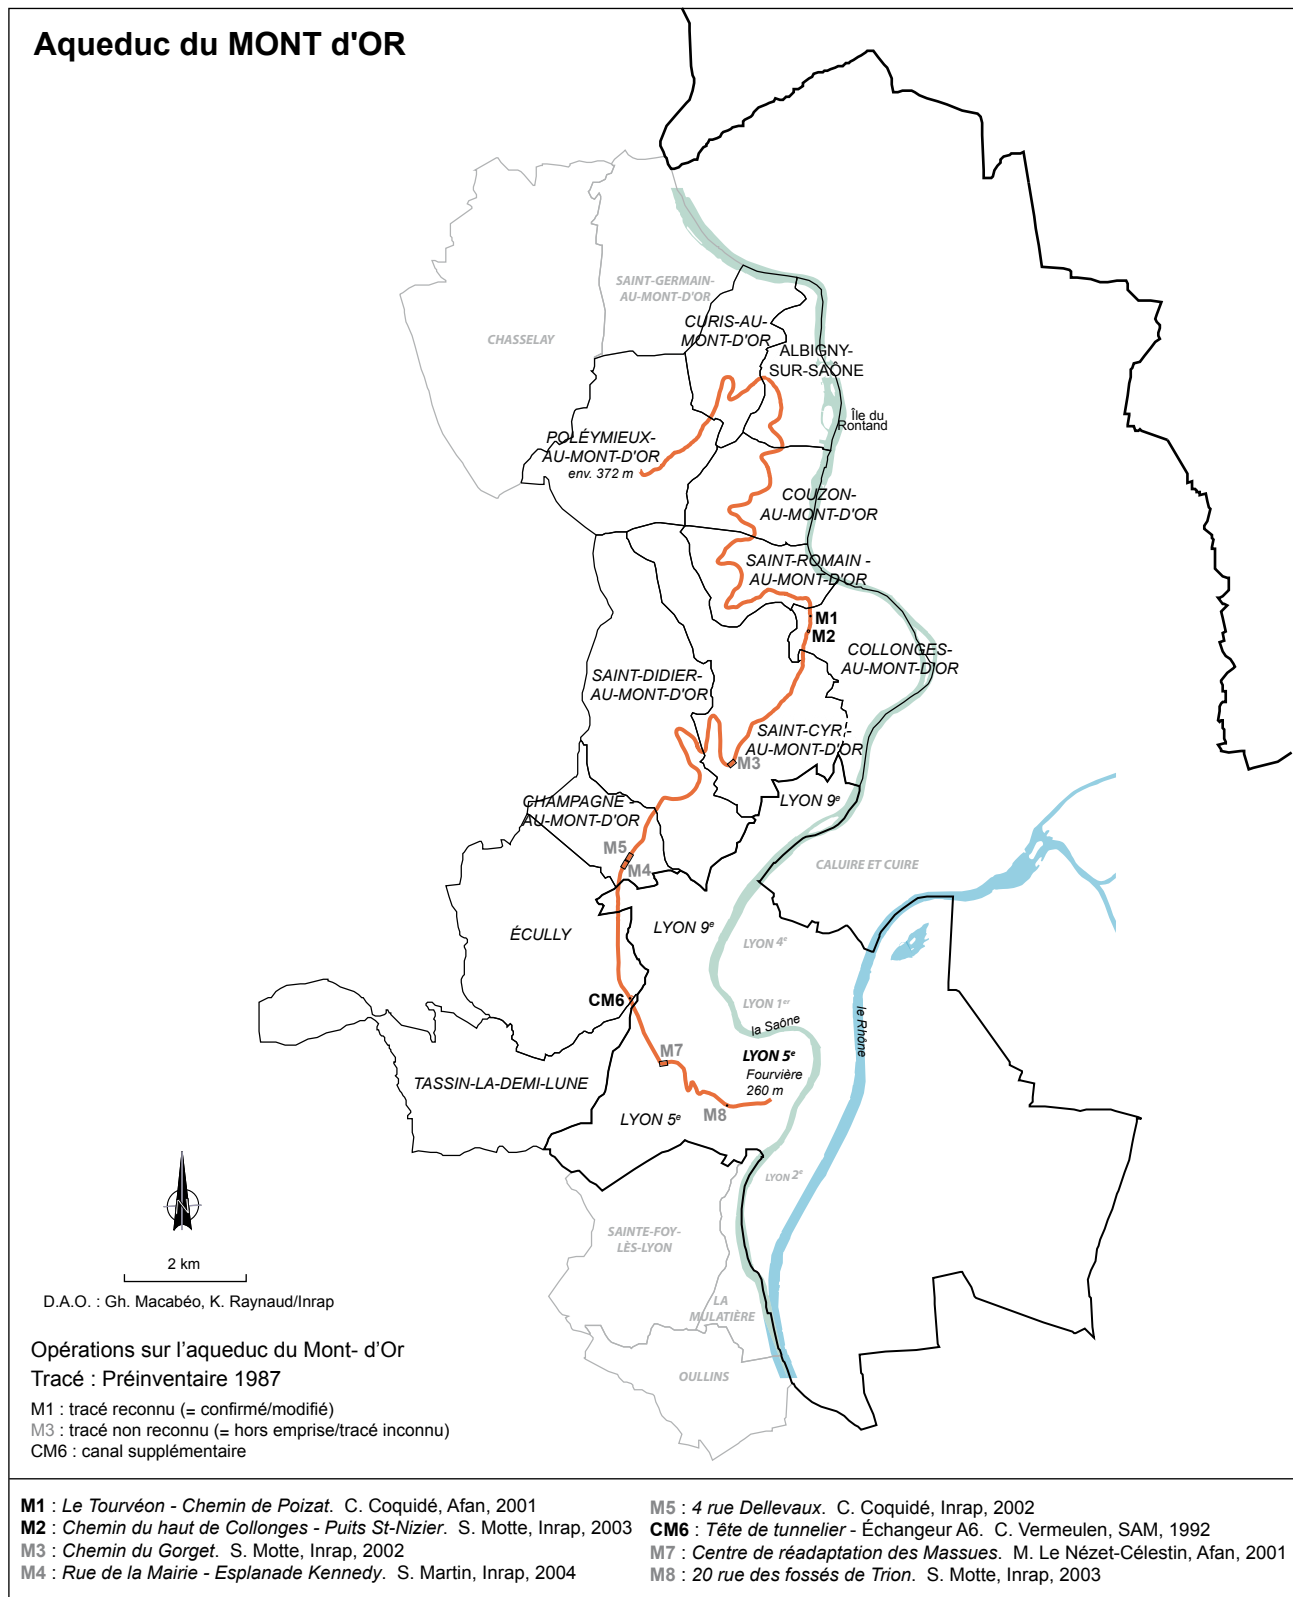 Aqueduc du MONT d'OR
SAINT-GERMAIN-
AU-MONT-D'OR
CHASSELAY
CURIS-AU-
MONT-D'OR
ALBIGNY-
SUR-SAÔNE
Île du
Rontand
POLÉYMIEUX-
AU-MONT-D'OR
env. 372 m
COUZON-
AU-MONT-D'OR
SAINT-ROMAIN -
AU-MONT-D'OR
M1
M2
COLLONGES-
AU-MONT-D'OR
SAINT-DIDIER-
AU-MONT-D'OR
SAINT-CYR-
AU-MONT-D'OR
M3
LYON 9e
CHAMPAGNE -
AU-MONT-D'OR
M5
M4
CALUIRE ET CUIRE
ÉCULLY
LYON 9e
LYON 4e
CM6
LYON 1er
la Saône
le Rhône
M7
LYON 5e
Fourvière
260 m
TASSIN-LA-DEMI-LUNE
M8
LYON 5e
LYON 2e
N
SAINTE-FOY-
LÈS-LYON
2 km
LA
MULATIÈRE
D.A.O. : Gh. Macabéo, K. Raynaud/Inrap
OULLINS
Opérations sur l'aqueduc du Mont- d'Or
Tracé : Préinventaire 1987
M1 : tracé reconnu (= confirmé/modifié)
M3 : tracé non reconnu (= hors emprise/tracé inconnu)
CM6 : canal supplémentaire
M1 : Le Tourvéon - Chemin de Poizat. C. Coquidé, Afan, 2001
M2 : Chemin du haut de Collonges - Puits St-Nizier. S. Motte, Inrap, 2003
M3 : Chemin du Gorget. S. Motte, Inrap, 2002
M4 : Rue de la Mairie - Esplanade Kennedy. S. Martin, Inrap, 2004
M5 : 4 rue Dellevaux. C. Coquidé, Inrap, 2002
CM6 : Tête de tunnelier - Échangeur A6. C. Vermeulen, SAM, 1992
M7 : Centre de réadaptation des Massues. M. Le Nézet-Célestin, Afan, 2001
M8 : 20 rue des fossés de Trion. S. Motte, Inrap, 2003